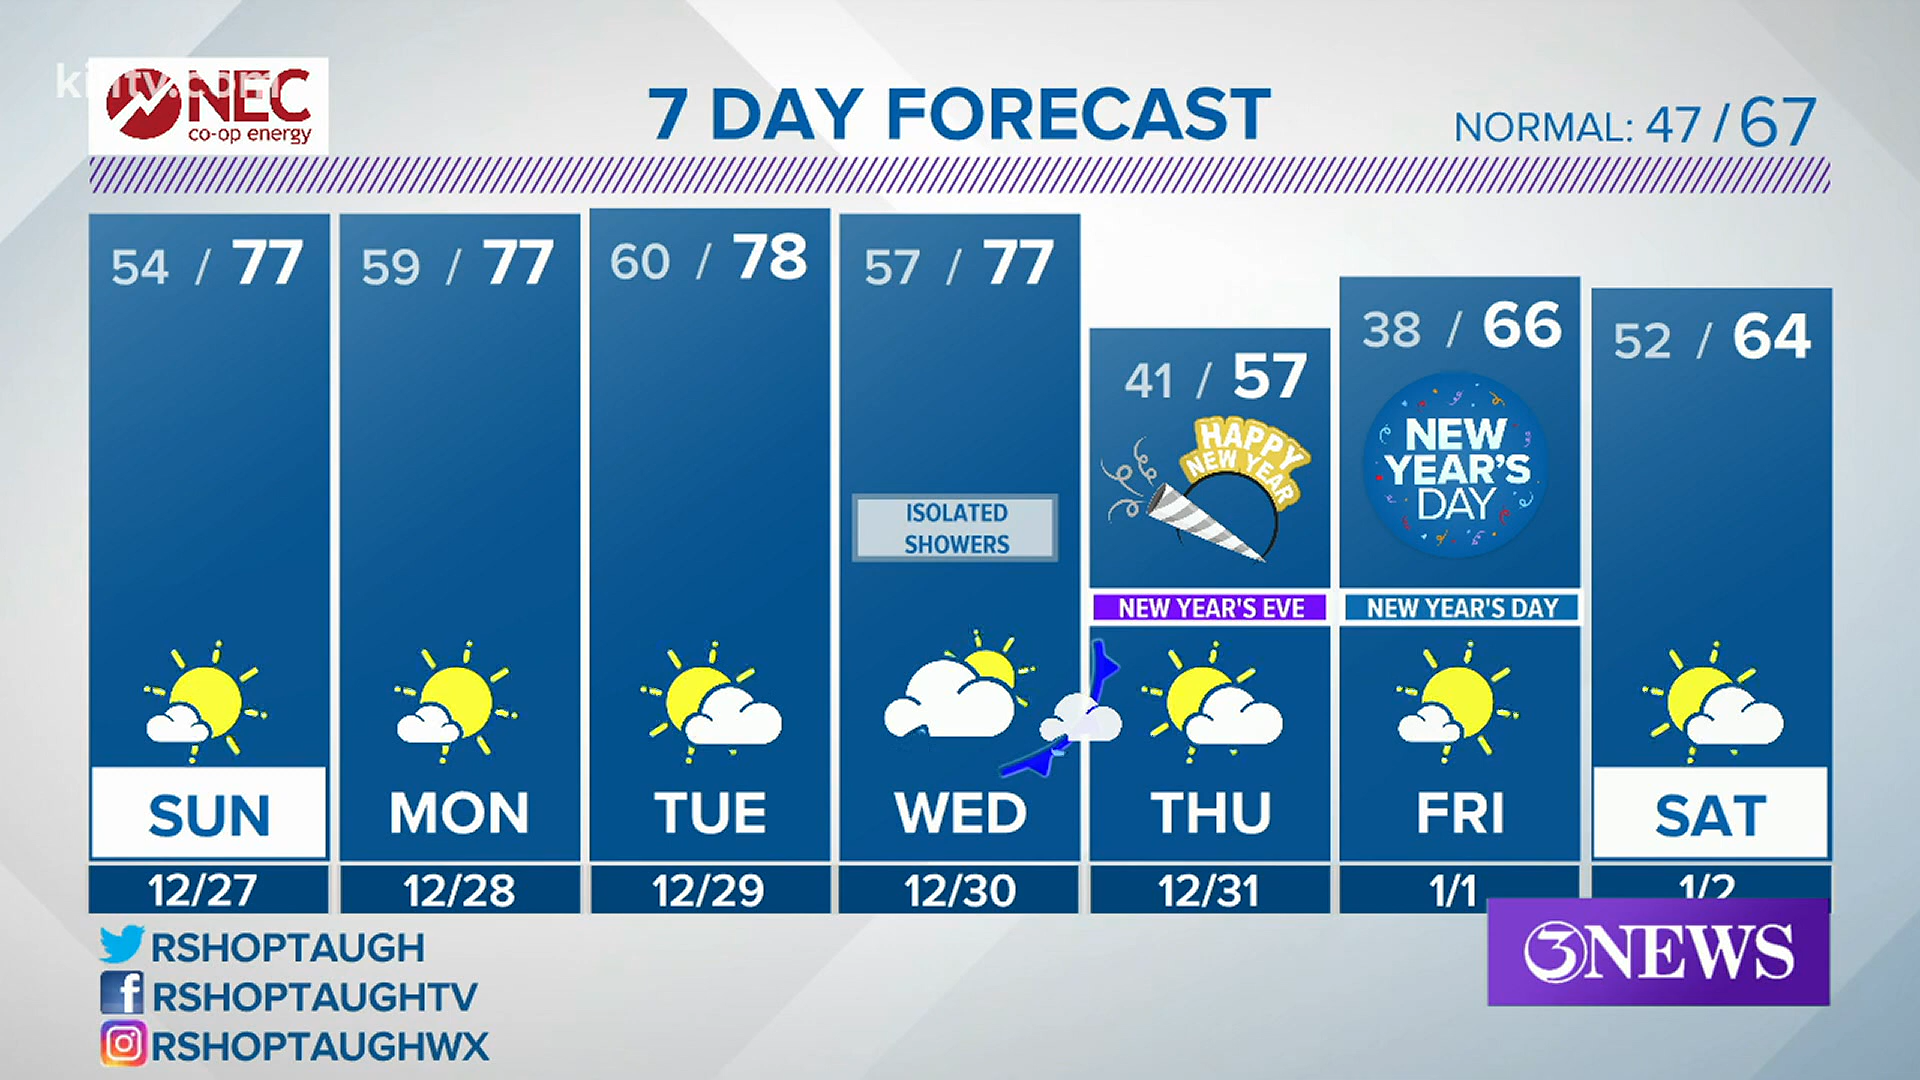 kiiitv.com
NEC
co-op energy
7 DAY FORECAST
NORMAL: 47 / 67
54 / 77
59 / 77
60 / 78
57 / 77
41 / 57
38 / 66
52 / 64
ISOLATED
SHOWERS
HAPPY
NEW YEAR
NEW
YEAR'S
DAY
NEW YEAR'S EVE
NEW YEAR'S DAY
SUN
MON
TUE
WED
THU
FRI
SAT
12/27
12/28
12/29
12/30
12/31
1/1
1/2
RSHOPTAUGH
RSHOPTAUGHTV
RSHOPTAUGHWX
3NEWS